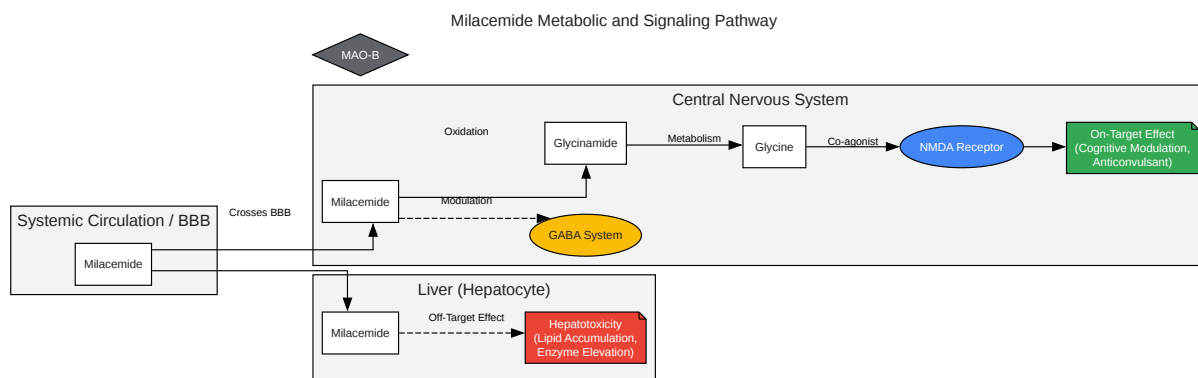 Milacemide Metabolic and Signaling Pathway
MAO-B
Central Nervous System
Oxidation
Glycinamide
Metabolism
Glycine
Co-agonist
NMDA Receptor
On-Target Effect
(Cognitive Modulation,
Anticonvulsant)
Milacemide
Modulation
GABA System
Systemic Circulation / BBB
Crosses BBB
Milacemide
Liver (Hepatocyte)
Milacemide
Off-Target Effect
Hepatotoxicity
(Lipid Accumulation,
Enzyme Elevation)